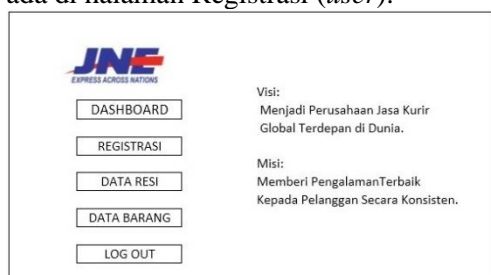 ada di halaman Registrasi (user).
JNE
EXPRESS ACROSS NATIONS
DASHBOARD
REGISTRASI
DATA RESI
DATA BARANG
LOG OUT
Visi:
Menjadi Perusahaan Jasa Kurir
Global Terdepan di Dunia.
Misi:
Memberi PengalamanTerbaik
Kepada Pelanggan Secara Konsisten.